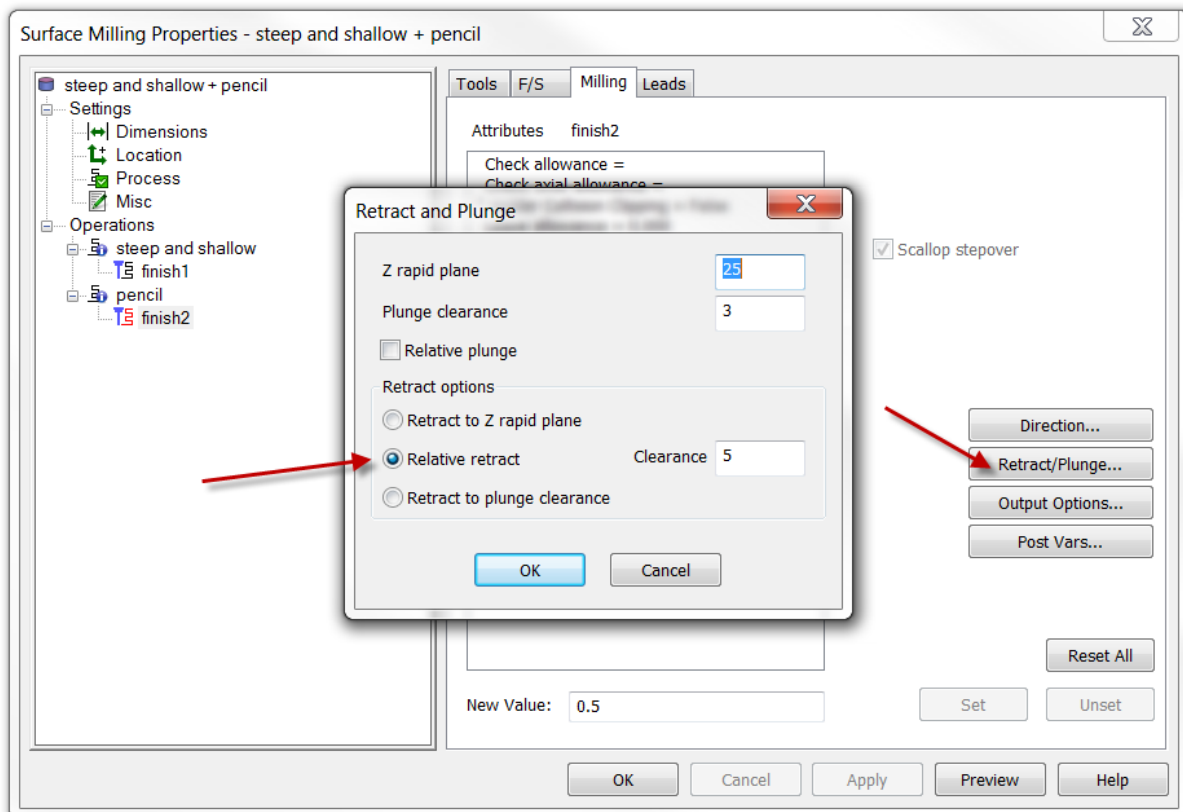 Surface Milling Properties - steep and shallow + pencil
steep and shallow + pencil
Settings
Dimensions
Location
Process
Misc
Operations
steep and shallow
finish1
pencil
finish2
Tools F/S Milling Leads
Attributes finish2
Check allowance =
Check axial allowance =
Scallop stepover
Retract and Plunge
Z rapid plane 25
Plunge clearance 3
Relative plunge
Retract options
Retract to Z rapid plane
Relative retract Clearance 5
Retract to plunge clearance
OK Cancel
Direction...
Retract/Plunge...
Output Options...
Post Vars...
Reset All
New Value: 0.5 Set Unset
OK Cancel Apply Preview Help